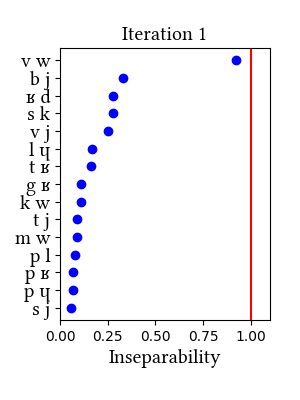 Iteration 1
v w
b j
ʁ d
s k
v j
l ɥ
t ʁ
g ʁ
k w
t j
m w
p l
p ʁ
p ɥ
s j
0.00 0.25 0.50 0.75 1.00
Inseparability